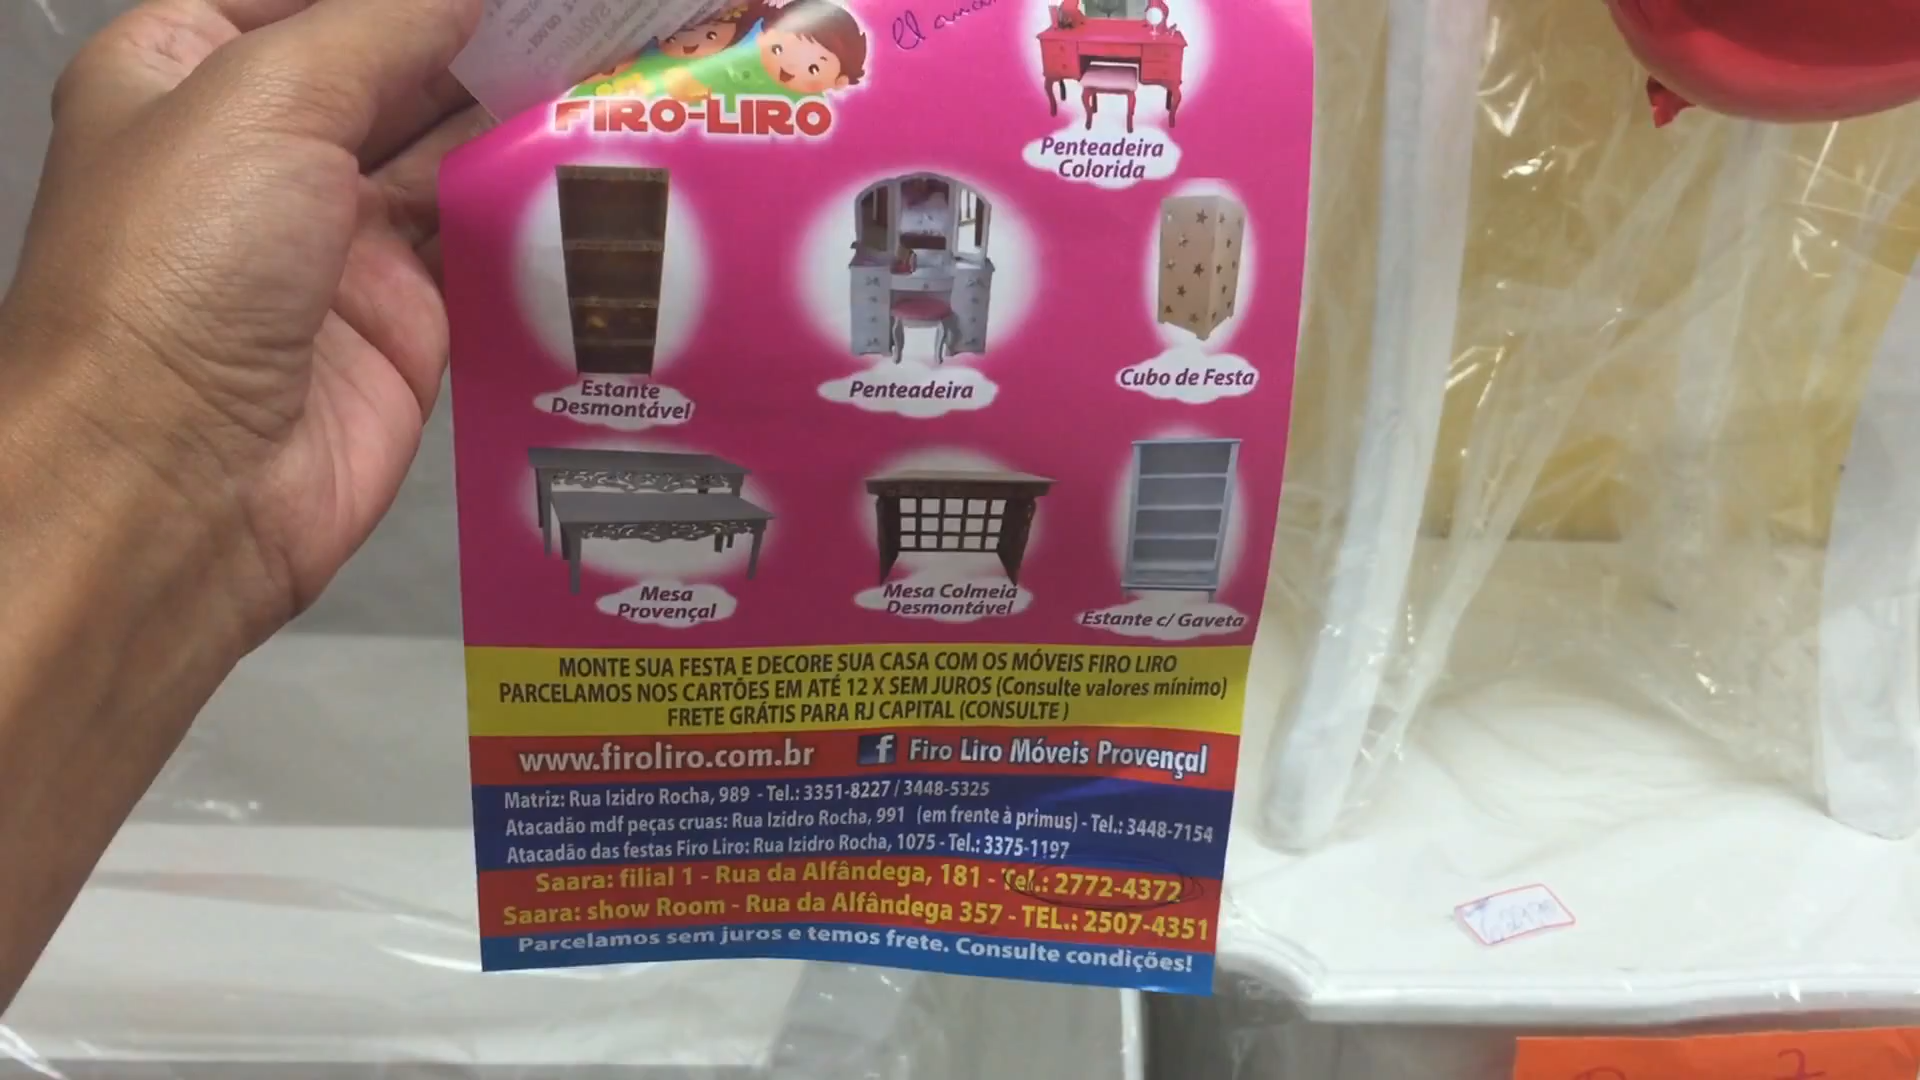 FIRO-LIRO
Penteadeira
Colorida
Estante
Desmontável
Penteadeira
Cubo de Festa
Mesa
Provençal
Mesa Colmeia
Desmontável
Estante c/ Gaveta
MONTE SUA FESTA E DECORE SUA CASA COM OS MÓVEIS FIRO LIRO
PARCELAMOS NOS CARTÕES EM ATÉ 12 X SEM JUROS (Consulte valores mínimo)
FRETE GRÁTIS PARA RJ CAPITAL (CONSULTE )
www.firoliro.com.br f Firo Liro Móveis Provençal
Matriz: Rua Izidro Rocha, 989 - Tel.: 3351-8227 / 3448-5325
Atacadão mdf peças cruas: Rua Izidro Rocha, 991 (em frente à primus) - Tel.: 3448-7154
Atacadão das festas Firo Liro: Rua Izidro Rocha, 1075 - Tel.: 3375-1197
Saara: filial 1 - Rua da Alfândega, 181 - Tel.: 2772-4372
Saara: show Room - Rua da Alfândega 357 - TEL.: 2507-4351
Parcelamos sem juros e temos frete. Consulte condições!